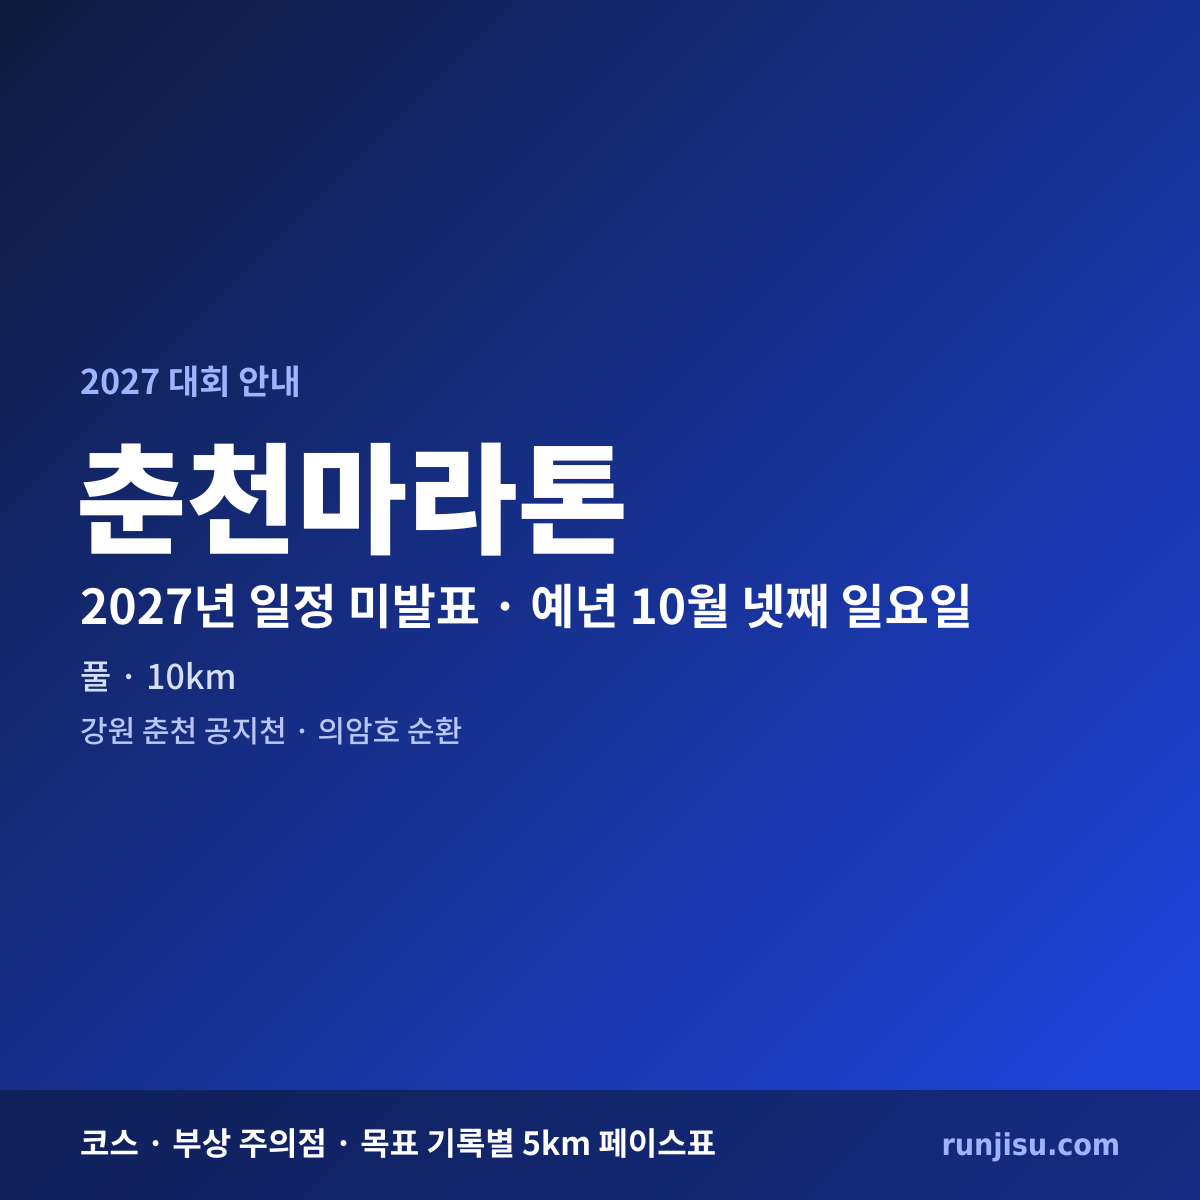 2027 대회 안내
춘천마라톤
2027년 일정 미발표 · 예년 10월 넷째 일요일
풀 · 10km
강원 춘천 공지천 · 의암호 순환
코스 · 부상 주의점 · 목표 기록별 5km 페이스표
runjisu.com